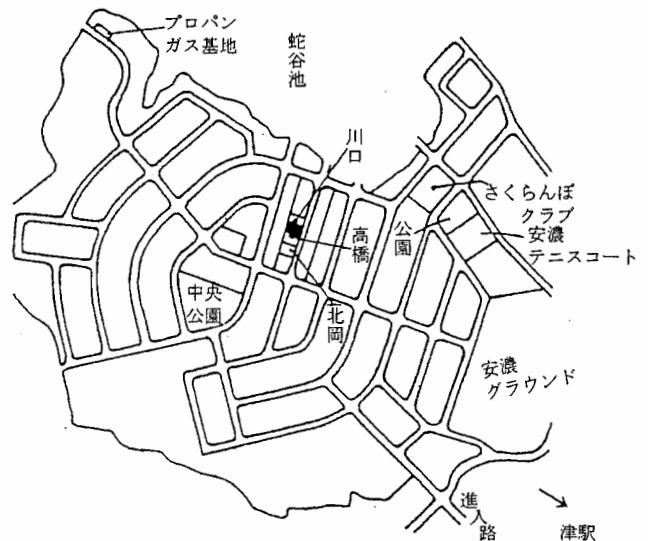 プロパン
ガス基地
蛇谷池
川口
さくらんぼ
クラブ
公園
安濃
テニスコート
高橋
中央
公園
北岡
安濃
グラウンド
進入路
津駅